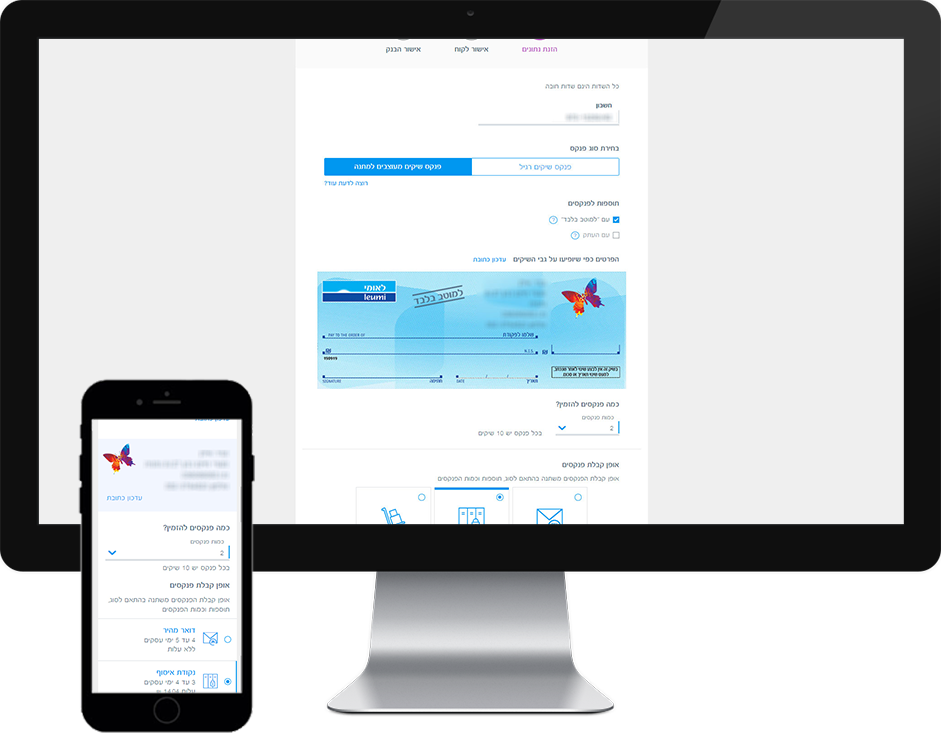 הזנת נתונים
אישור לקוח
אישור הבנק
כל השדות הינם שדות חובה
חשבון
בחירת סוג פנקס
פנקס שיקים רגיל
פנקס שיקים מעוצבים למתנה
רוצה לדעת עוד?
תוספות לפנקסים
עם "למוטב בלבד" ?
עם העתק ?
הפרטים כפי שיופיעו על גבי השיקים עדכון כתובת
לאומי
leumi
למוטב בלבד
PAY TO THE ORDER OF
שלמו לפקודת
₪
ש"ח
₪
SIGNATURE
חתימה
DATE
תאריך
כמה פנקסים להזמין?
כמות פנקסים
2
בכל פנקס יש 10 שיקים
אופן קבלת פנקסים
אופן קבלת הפנקסים משתנה בהתאם לסוג, תוספות וכמות הפנקסים
עדכון כתובת
עדכון כתובת
כמה פנקסים להזמין?
כמות פנקסים
2
בכל פנקס יש 10 שיקים
אופן קבלת פנקסים
אופן קבלת הפנקסים משתנה בהתאם לסוג,
תוספות וכמות הפנקסים
דואר מהיר
4 עד 5 ימי עסקים
ללא עלות
נקודת איסוף
3 עד 4 ימי עסקים
עלות 14.04 ₪